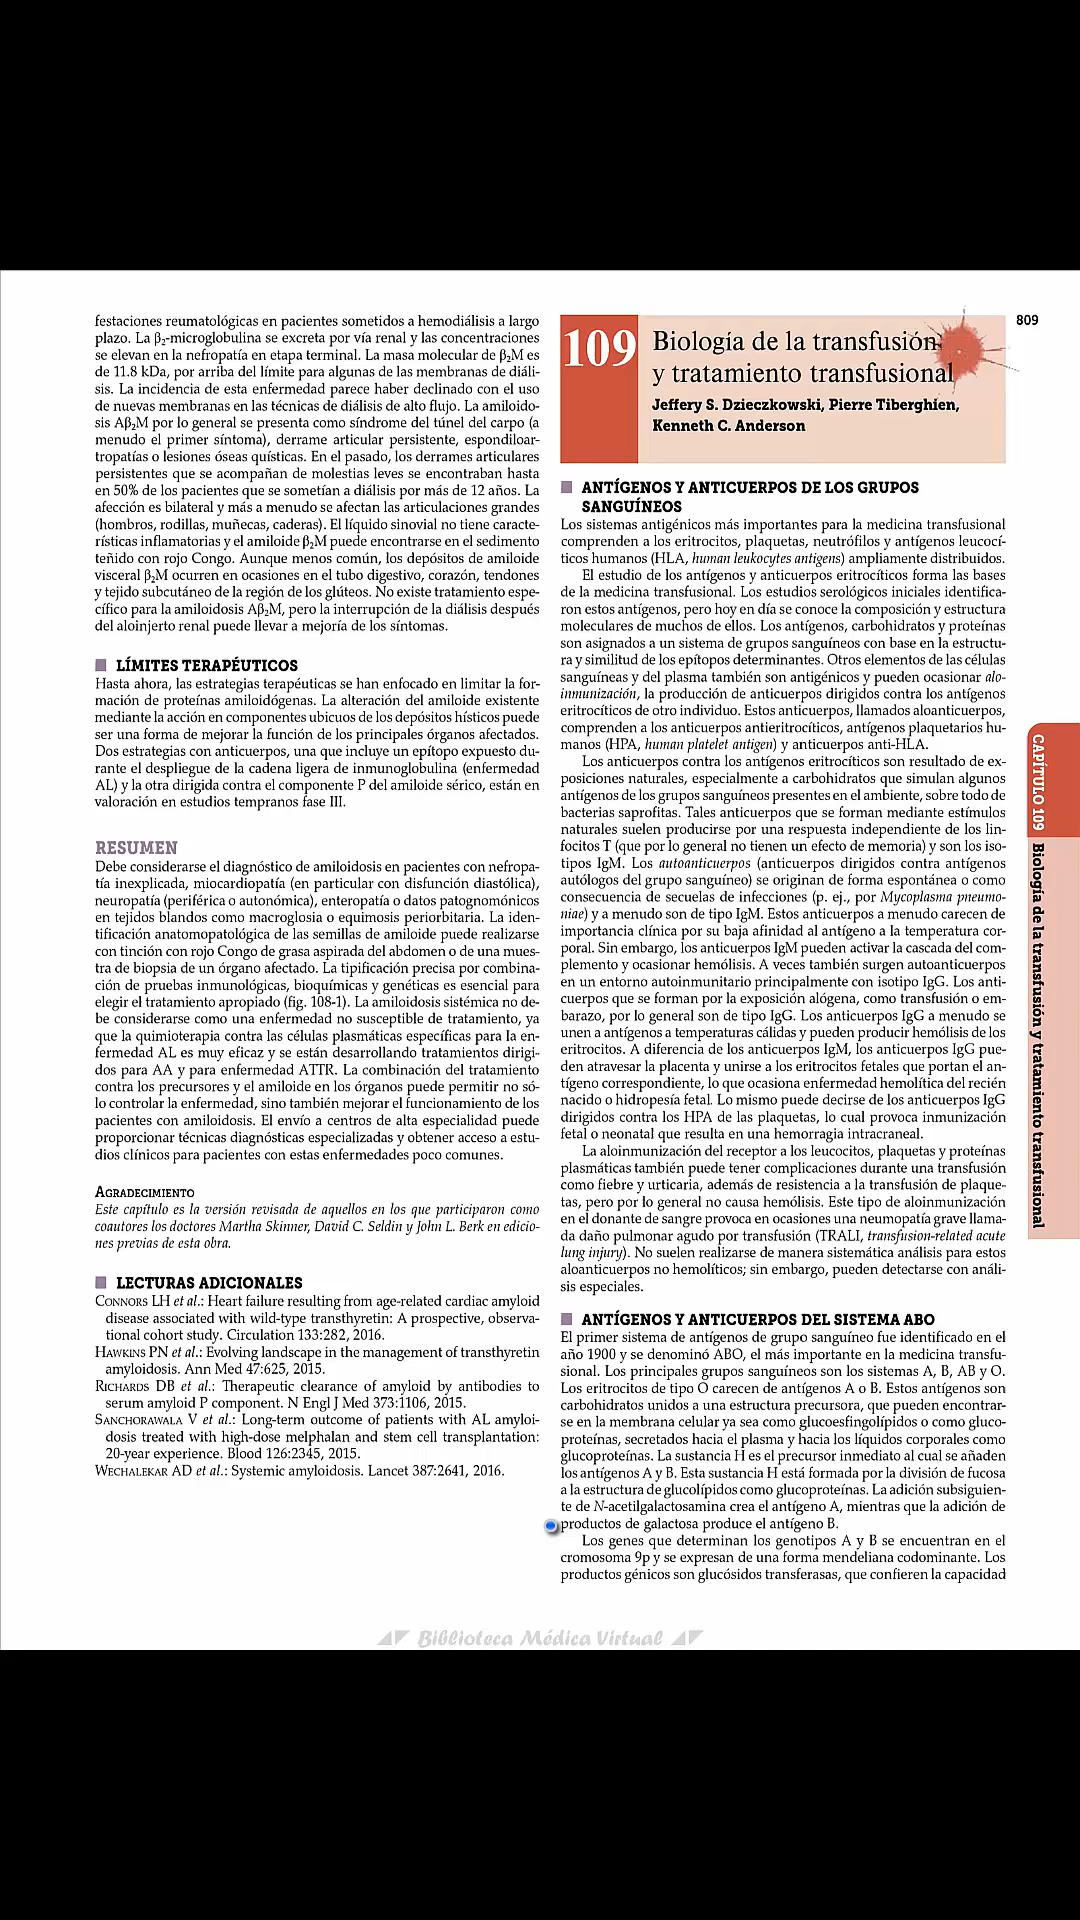 festaciones reumatológicas en pacientes sometidos a hemodiálisis a largo
plazo. La β₂-microglobulina se excreta por vía renal y las concentraciones
se elevan en la nefropatía en etapa terminal. La masa molecular de β₂M es
de 11.8 kDa, por arriba del límite para algunas de las membranas de diáli-
sis. La incidencia de esta enfermedad parece haber declinado con el uso
de nuevas membranas en las técnicas de diálisis de alto flujo. La amiloido-
sis Aβ₂M por lo general se presenta como síndrome del túnel del carpo (a
menudo el primer síntoma), derrame articular persistente, espondiloar-
tropatías o lesiones óseas quísticas. En el pasado, los derrames articulares
persistentes que se acompañan de molestias leves se encontraban hasta
en 50% de los pacientes que se sometían a diálisis por más de 12 años. La
afección es bilateral y más a menudo se afectan las articulaciones grandes
(hombros, rodillas, muñecas, caderas). El líquido sinovial no tiene caracte-
rísticas inflamatorias y el amiloide β₂M puede encontrarse en el sedimento
teñido con rojo Congo. Aunque menos común, los depósitos de amiloide
visceral β₂M ocurren en ocasiones en el tubo digestivo, corazón, tendones
y tejido subcutáneo de la región de los glúteos. No existe tratamiento espe-
cífico para la amiloidosis Aβ₂M, pero la interrupción de la diálisis después
del aloinjerto renal puede llevar a mejoría de los síntomas.
LÍMITES TERAPÉUTICOS
Hasta ahora, las estrategias terapéuticas se han enfocado en limitar la for-
mación de proteínas amiloidógenas. La alteración del amiloide existente
mediante la acción en componentes ubicuos de los depósitos hísticos puede
ser una forma de mejorar la función de los principales órganos afectados.
Dos estrategias con anticuerpos, una que incluye un epítopo expuesto du-
rante el despliegue de la cadena ligera de inmunoglobulina (enfermedad
AL) y la otra dirigida contra el componente P del amiloide sérico, están en
valoración en estudios tempranos fase III.
RESUMEN
Debe considerarse el diagnóstico de amiloidosis en pacientes con nefropa-
tía inexplicada, miocardiopatía (en particular con disfunción diastólica),
neuropatía (periférica o autonómica), enteropatía o datos patognomónicos
en tejidos blandos como macroglosia o equimosis periorbitaria. La iden-
tificación anatomopatológica de las semillas de amiloide puede realizarse
con tinción con rojo Congo de grasa aspirada del abdomen o de una mues-
tra de biopsia de un órgano afectado. La tipificación precisa por combina-
ción de pruebas inmunológicas, bioquímicas y genéticas es esencial para
elegir el tratamiento apropiado (fig. 108-1). La amiloidosis sistémica no de-
be considerarse como una enfermedad no susceptible de tratamiento, ya
que la quimioterapia contra las células plasmáticas específicas para la en-
fermedad AL es muy eficaz y se están desarrollando tratamientos dirigi-
dos para AA y para enfermedad ATTR. La combinación del tratamiento
contra los precursores y el amiloide en los órganos puede permitir no só-
lo controlar la enfermedad, sino también mejorar el funcionamiento de los
pacientes con amiloidosis. El envío a centros de alta especialidad puede
proporcionar técnicas diagnósticas especializadas y obtener acceso a estu-
dios clínicos para pacientes con estas enfermedades poco comunes.
AGRADECIMIENTO
Este capítulo es la versión revisada de aquellos en los que participaron como
coautores los doctores Martha Skinner, David C. Seldin y John L. Berk en edicio-
nes previas de esta obra.
LECTURAS ADICIONALES
CONNORS LH et al.: Heart failure resulting from age-related cardiac amyloid
disease associated with wild-type transthyretin: A prospective, observa-
tional cohort study. Circulation 133:282, 2016.
HAWKINS PN et al.: Evolving landscape in the management of transthyretin
amyloidosis. Ann Med 47:625, 2015.
RICHARDS DB et al.: Therapeutic clearance of amyloid by antibodies to
serum amyloid P component. N Engl J Med 373:1106, 2015.
SANCHORAWALA V et al.: Long-term outcome of patients with AL amyloi-
dosis treated with high-dose melphalan and stem cell transplantation:
20-year experience. Blood 126:2345, 2015.
WECHALEKAR AD et al.: Systemic amyloidosis. Lancet 387:2641, 2016.
109
Biología de la transfusión
y tratamiento transfusional
Jeffery S. Dzieczkowski, Pierre Tiberghien,
Kenneth C. Anderson
809
ANTÍGENOS Y ANTICUERPOS DE LOS GRUPOS
SANGUÍNEOS
Los sistemas antigénicos más importantes para la medicina transfusional
comprenden a los eritrocitos, plaquetas, neutrófilos y antígenos leucocí-
ticos humanos (HLA, human leukocytes antigens) ampliamente distribuidos.
El estudio de los antígenos y anticuerpos eritrocíticos forma las bases
de la medicina transfusional. Los estudios serológicos iniciales identifica-
ron estos antígenos, pero hoy en día se conoce la composición y estructura
moleculares de muchos de ellos. Los antígenos, carbohidratos y proteínas
son asignados a un sistema de grupos sanguíneos con base en la estructu-
ra y similitud de los epítopos determinantes. Otros elementos de las células
sanguíneas y del plasma también son antigénicos y pueden ocasionar alo-
inmunización, la producción de anticuerpos dirigidos contra los antígenos
eritrocíticos de otro individuo. Estos anticuerpos, llamados aloanticuerpos,
comprenden a los anticuerpos antieritrocíticos, antígenos plaquetarios hu-
manos (HPA, human platelet antigen) y anticuerpos anti-HLA.
Los anticuerpos contra los antígenos eritrocíticos son resultado de ex-
posiciones naturales, especialmente a carbohidratos que simulan algunos
antígenos de los grupos sanguíneos presentes en el ambiente, sobre todo de
bacterias saprofitas. Tales anticuerpos que se forman mediante estímulos
naturales suelen producirse por una respuesta independiente de los lin-
focitos T (que por lo general no tienen un efecto de memoria) y son los iso-
tipos IgM. Los autoanticuerpos (anticuerpos dirigidos contra antígenos
autólogos del grupo sanguíneo) se originan de forma espontánea o como
consecuencia de secuelas de infecciones (p. ej., por Mycoplasma pneumo-
niae) y a menudo son de tipo IgM. Estos anticuerpos a menudo carecen de
importancia clínica por su baja afinidad al antígeno a la temperatura cor-
poral. Sin embargo, los anticuerpos IgM pueden activar la cascada del com-
plemento y ocasionar hemólisis. A veces también surgen autoanticuerpos
en un entorno autoinmunitario principalmente con isotipo IgG. Los anti-
cuerpos que se forman por la exposición alógena, como transfusión o em-
barazo, por lo general son de tipo IgG. Los anticuerpos IgG a menudo se
unen a antígenos a temperaturas cálidas y pueden producir hemólisis de los
eritrocitos. A diferencia de los anticuerpos IgM, los anticuerpos IgG pue-
den atravesar la placenta y unirse a los eritrocitos fetales que portan el an-
tígeno correspondiente, lo que ocasiona enfermedad hemolítica del recién
nacido o hidropesía fetal. Lo mismo puede decirse de los anticuerpos IgG
dirigidos contra los HPA de las plaquetas, lo cual provoca inmunización
fetal o neonatal que resulta en una hemorragia intracraneal.
La aloinmunización del receptor a los leucocitos, plaquetas y proteínas
plasmáticas también puede tener complicaciones durante una transfusión
como fiebre y urticaria, además de resistencia a la transfusión de plaque-
tas, pero por lo general no causa hemólisis. Este tipo de aloinmunización
en el donante de sangre provoca en ocasiones una neumopatía grave llama-
da daño pulmonar agudo por transfusión (TRALI, transfusion-related acute
lung injury). No suelen realizarse de manera sistemática análisis para estos
aloanticuerpos no hemolíticos; sin embargo, pueden detectarse con análi-
sis especiales.
ANTÍGENOS Y ANTICUERPOS DEL SISTEMA ABO
El primer sistema de antígenos de grupo sanguíneo fue identificado en el
año 1900 y se denominó ABO, el más importante en la medicina transfu-
sional. Los principales grupos sanguíneos son los sistemas A, B, AB y O.
Los eritrocitos de tipo O carecen de antígenos A o B. Estos antígenos son
carbohidratos unidos a una estructura precursora, que pueden encontrar-
se en la membrana celular ya sea como glucoesfingolípidos o como gluco-
proteínas, secretados hacia el plasma y hacia los líquidos corporales como
glucoproteínas. La sustancia H es el precursor inmediato al cual se añaden
los antígenos A y B. Esta sustancia H está formada por la división de fucosa
a la estructura de glucolípidos como glucoproteínas. La adición subsiguien-
te de N-acetilgalactosamina crea el antígeno A, mientras que la adición de
productos de galactosa produce el antígeno B.
Los genes que determinan los genotipos A y B se encuentran en el
cromosoma 9p y se expresan de una forma mendeliana codominante. Los
productos génicos son glucósidos transferasas, que confieren la capacidad
CAPÍTULO 109
Biología de la transfusión y tratamiento transfusional
Biblioteca Médica Virtual